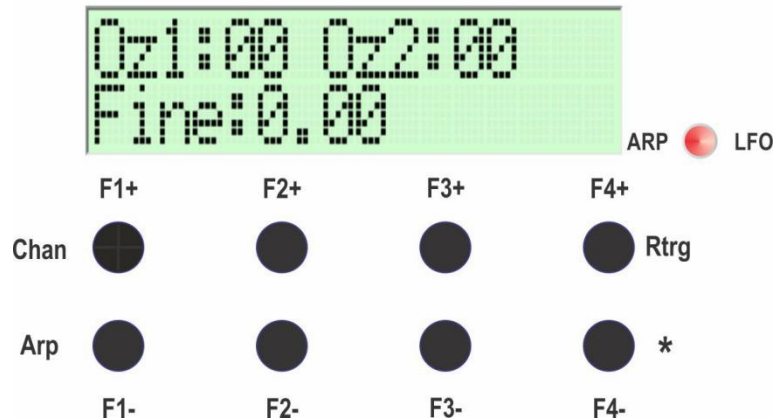 Oz1:00 Oz2:00
Fine:0.00
ARP LFO
F1+ F2+ F3+ F4+
Chan Rtrg
Arp *
F1- F2- F3- F4-